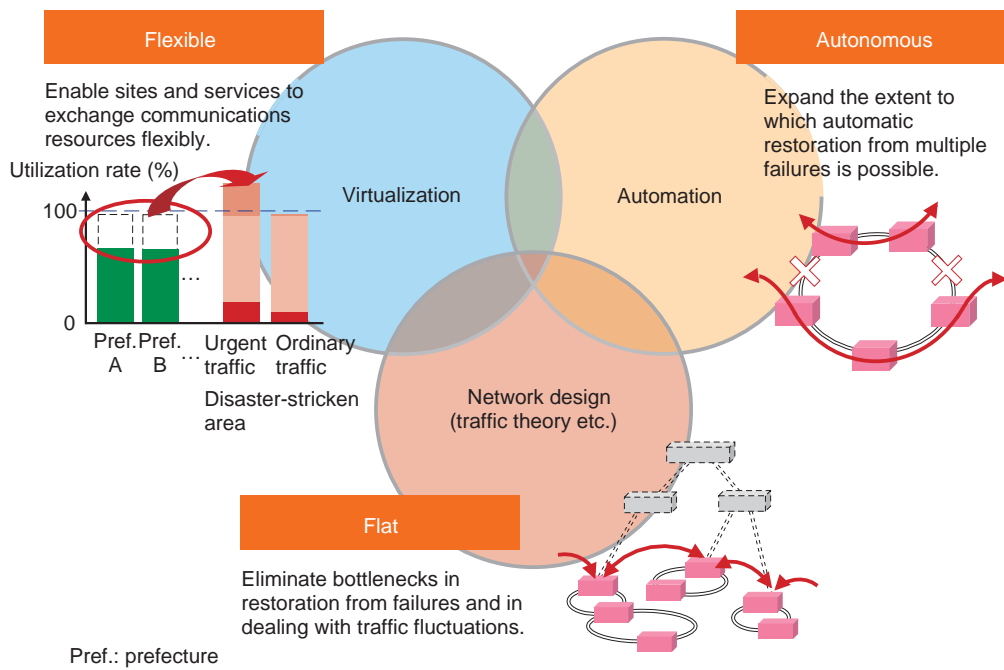 Flexible
Enable sites and services to
exchange communications
resources flexibly.
Utilization rate (%)
100
0
Pref.
A
Pref.
B
...
...
Urgent
traffic
Ordinary
traffic
Disaster-stricken
area
Virtualization
Automation
Network design
(traffic theory etc.)
Autonomous
Expand the extent to
which automatic
restoration from multiple
failures is possible.
Flat
Eliminate bottlenecks in
restoration from failures and in
dealing with traffic fluctuations.
Pref.: prefecture